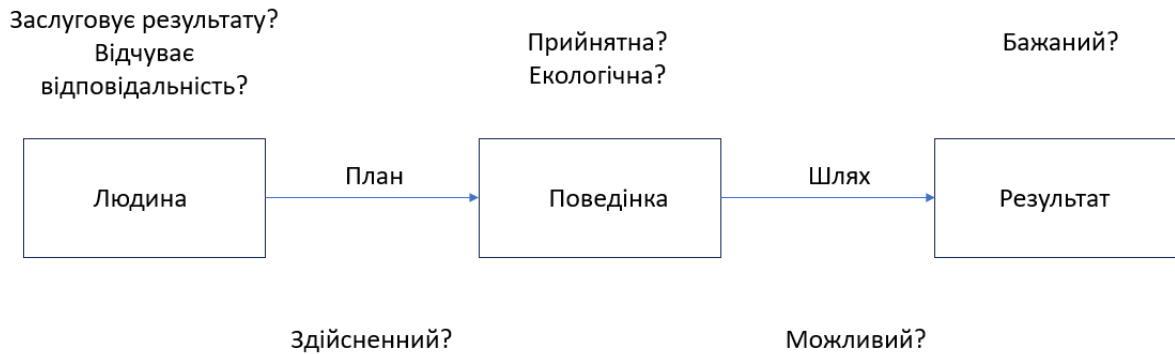 Заслуговує результату?
Відчуває
відповідальність?
Прийнятна?
Екологічна?
Бажаний?
Людина
План
Поведінка
Шлях
Результат
Здійсненний?
Можливий?